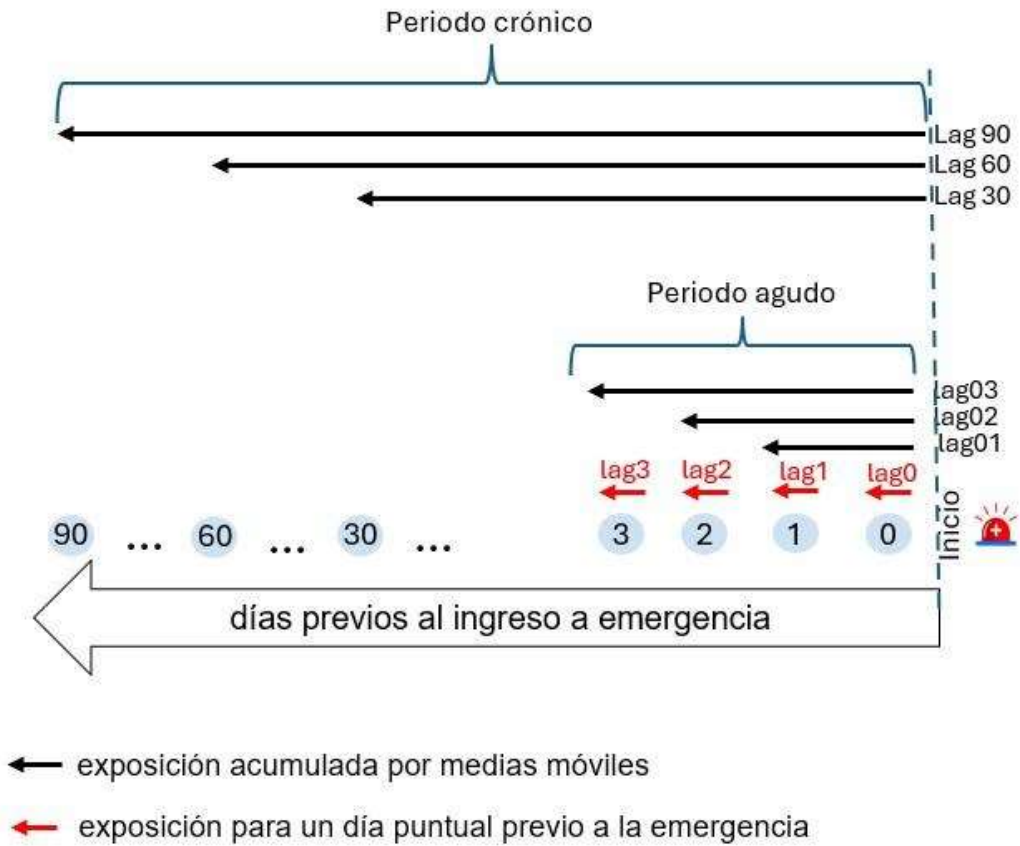 Periodo crónico
Lag 90
Lag 60
Lag 30
Periodo agudo
lag03
lag02
lag01
lag3 lag2 lag1 lag0
90 ... 60 ... 30 ... 3 2 1 0
Inicio
días previos al ingreso a emergencia
exposición acumulada por medias móviles
exposición para un día puntual previo a la emergencia